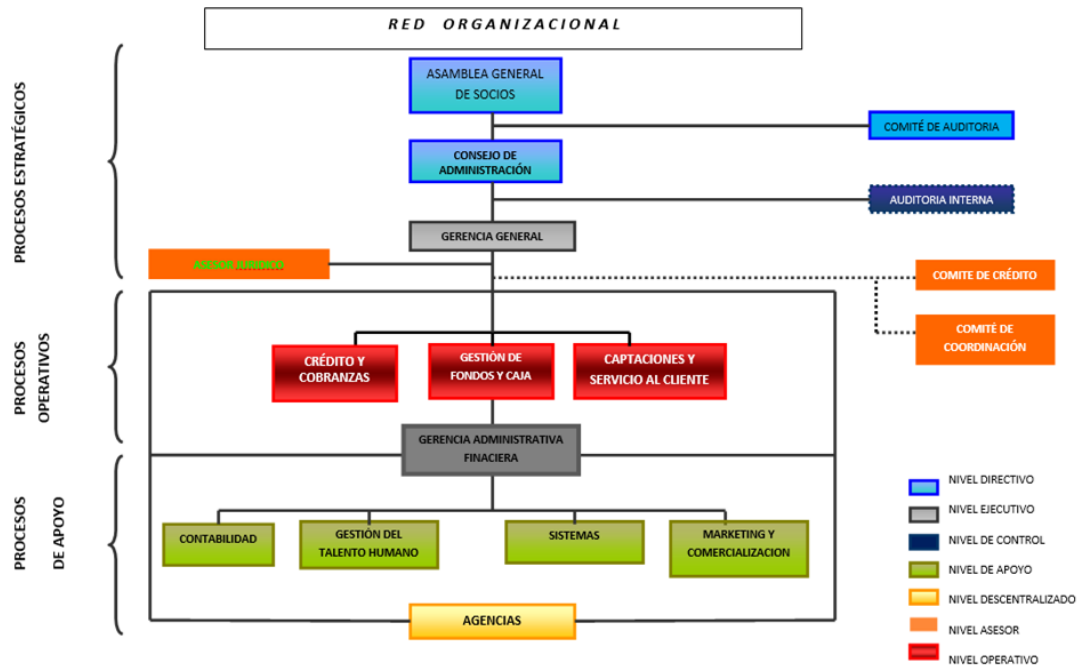 RED ORGANIZACIONAL
PROCESOS ESTRATÉGICOS
ASAMBLEA GENERAL
DE SOCIOS
COMITÉ DE AUDITORIA
CONSEJO DE
ADMINISTRACIÓN
AUDITORIA INTERNA
GERENCIA GENERAL
ASESOR JURIDICO
COMITE DE CRÉDITO
COMITÉ DE
COORDINACIÓN
PROCESOS
OPERATIVOS
CRÉDITO Y
COBRANZAS
GESTIÓN DE
FONDOS Y CAJA
CAPTACIONES Y
SERVICIO AL CLIENTE
GERENCIA ADMINISTRATIVA
FINACIERA
PROCESOS
DE APOYO
CONTABILIDAD
GESTIÓN DEL
TALENTO HUMANO
SISTEMAS
MARKETING Y
COMERCIALIZACION
AGENCIAS
NIVEL DIRECTIVO
NIVEL EJECUTIVO
NIVEL DE CONTROL
NIVEL DE APOYO
NIVEL DESCENTRALIZADO
NIVEL ASESOR
NIVEL OPERATIVO